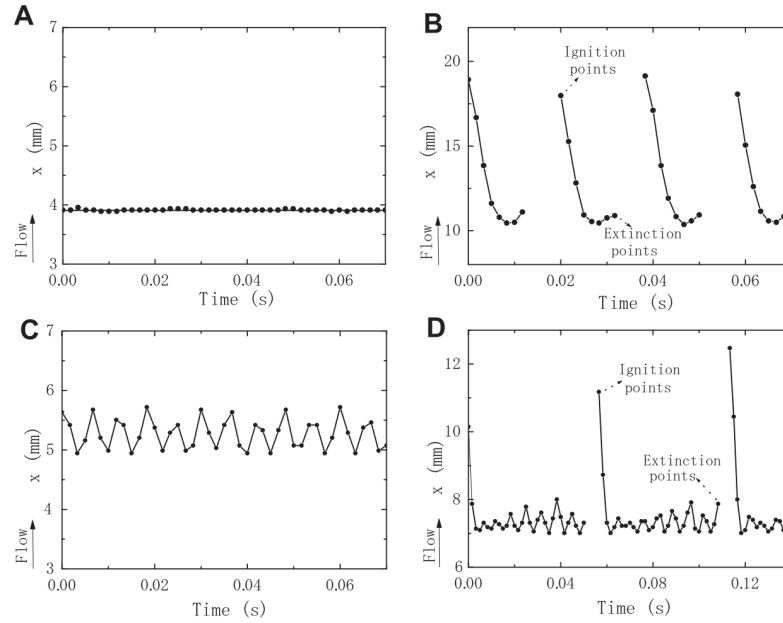 A
7
6
5
4
3
x (mm)
Flow
0.00
0.02
0.04
0.06
Time (s)
B
20
15
10
x (mm)
Flow
Ignition
points
Extinction
points
0.00
0.02
0.04
0.06
Time (s)
C
7
6
5
4
3
x (mm)
Flow
0.00
0.02
0.04
0.06
Time (s)
D
12
10
8
6
x (mm)
Flow
Ignition
points
Extinction
points
0.00
0.04
0.08
0.12
Time (s)